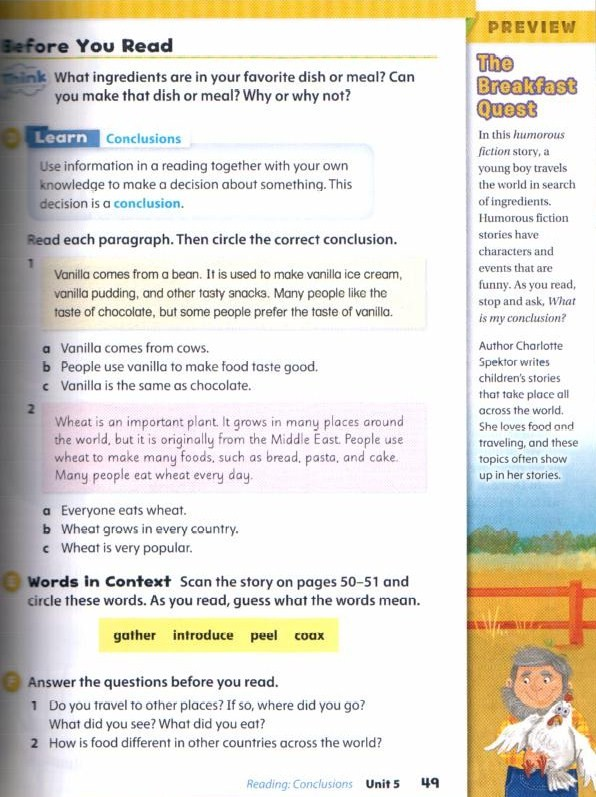 Before You Read
Think What ingredients are in your favorite dish or meal? Can
you make that dish or meal? Why or why not?
Learn Conclusions
Use information in a reading together with your own
knowledge to make a decision about something. This
decision is a conclusion.
Read each paragraph. Then circle the correct conclusion.
1
Vanilla comes from a bean. It is used to make vanilla ice cream,
vanilla pudding, and other tasty snacks. Many people like the
taste of chocolate, but some people prefer the taste of vanilla.
a Vanilla comes from cows.
b People use vanilla to make food taste good.
c Vanilla is the same as chocolate.
2
Wheat is an important plant. It grows in many places around
the world, but it is originally from the Middle East. People use
wheat to make many foods, such as bread, pasta, and cake.
Many people eat wheat every day.
a Everyone eats wheat.
b Wheat grows in every country.
c Wheat is very popular.
E Words in Context Scan the story on pages 50–51 and
circle these words. As you read, guess what the words mean.
gather introduce peel coax
F Answer the questions before you read.
1 Do you travel to other places? If so, where did you go?
What did you see? What did you eat?
2 How is food different in other countries across the world?
Reading: Conclusions Unit 5 49
PREVIEW
The
Breakfast
Quest
In this humorous
fiction story, a
young boy travels
the world in search
of ingredients.
Humorous fiction
stories have
characters and
events that are
funny. As you read,
stop and ask, What
is my conclusion?
Author Charlotte
Spektor writes
children's stories
that take place all
across the world.
She loves food and
traveling, and these
topics often show
up in her stories.